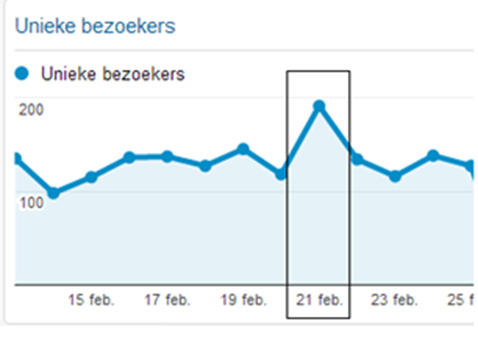 Unieke bezoekers
Unieke bezoekers
200
100
15 feb. 17 feb. 19 feb. 21 feb. 23 feb. 25 f